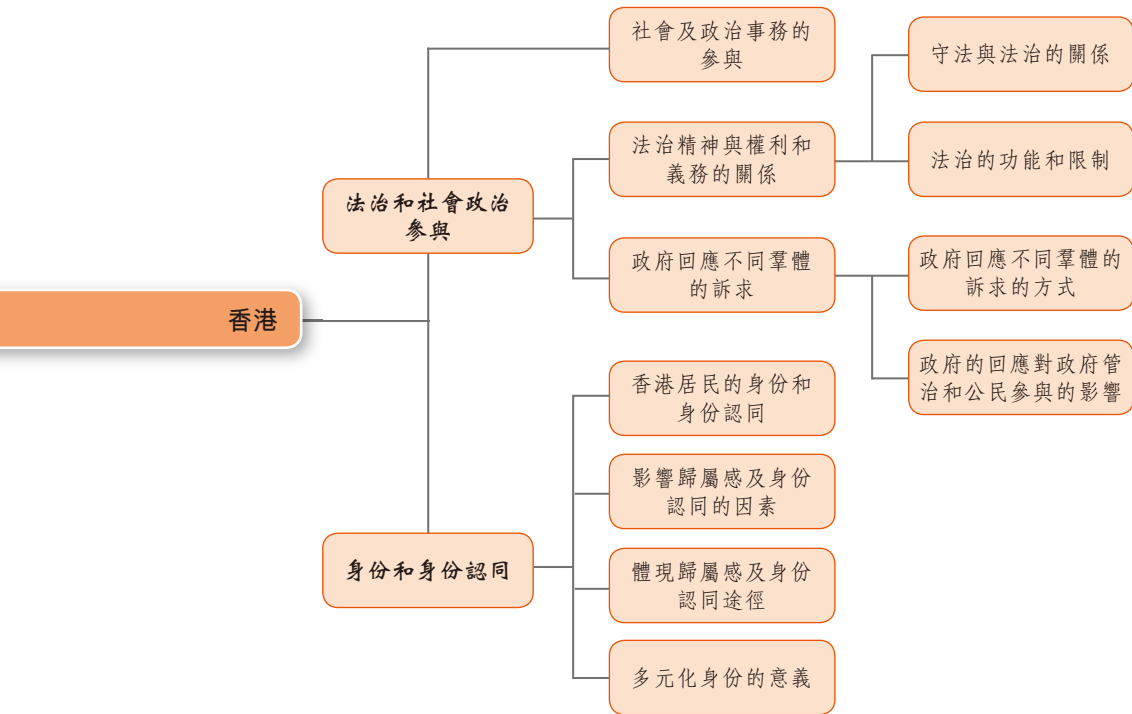 香港
法治和社會政治
參與
社會及政治事務的
參與
法治精神與權利和
義務的關係
守法與法治的關係
法治的功能和限制
政府回應不同羣體
的訴求
政府回應不同羣體的
訴求的方式
政府的回應對政府管
治和公民參與的影響
身份和身份認同
香港居民的身份和
身份認同
影響歸屬感及身份
認同的因素
體現歸屬感及身份
認同途徑
多元化身份的意義